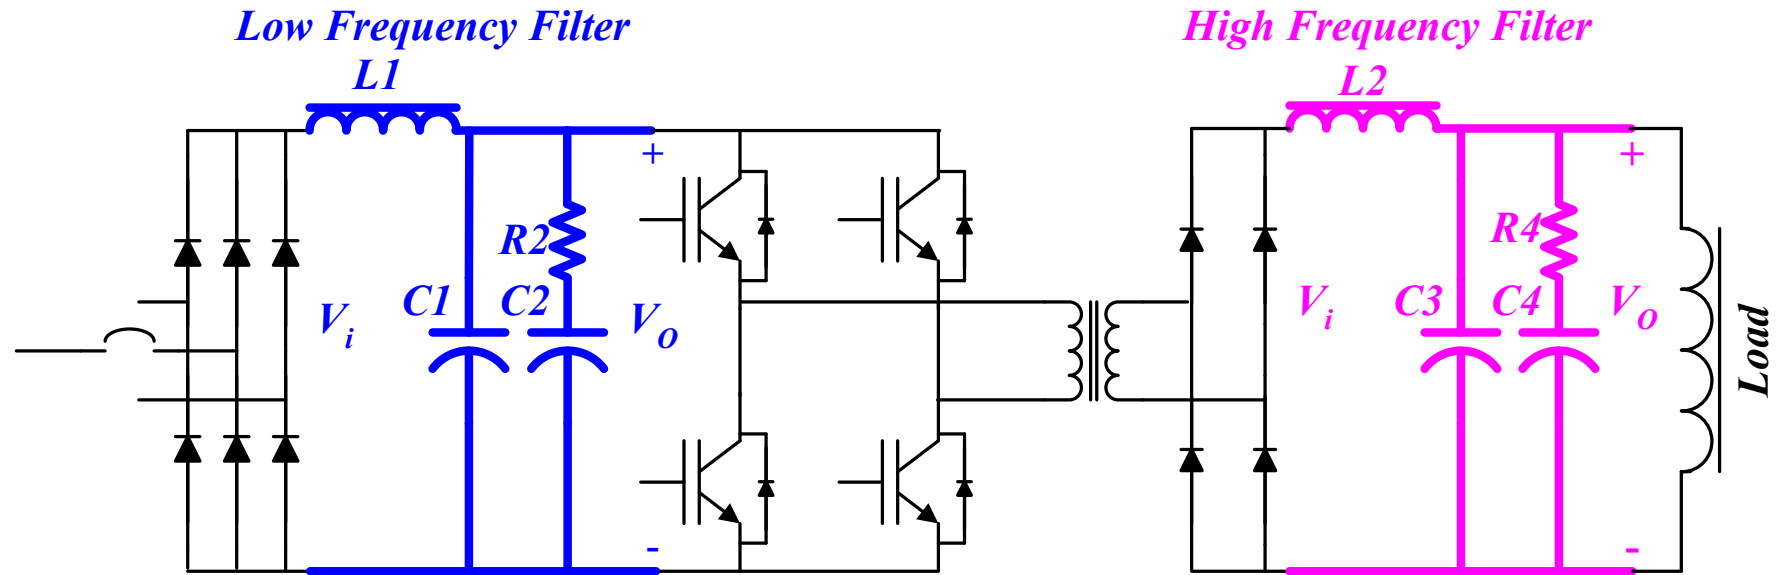 Low Frequency Filter
L1
+
R2
C1
C2
Vi
VO
-
High Frequency Filter
L2
+
R4
C3
C4
Vi
VO
-
Load